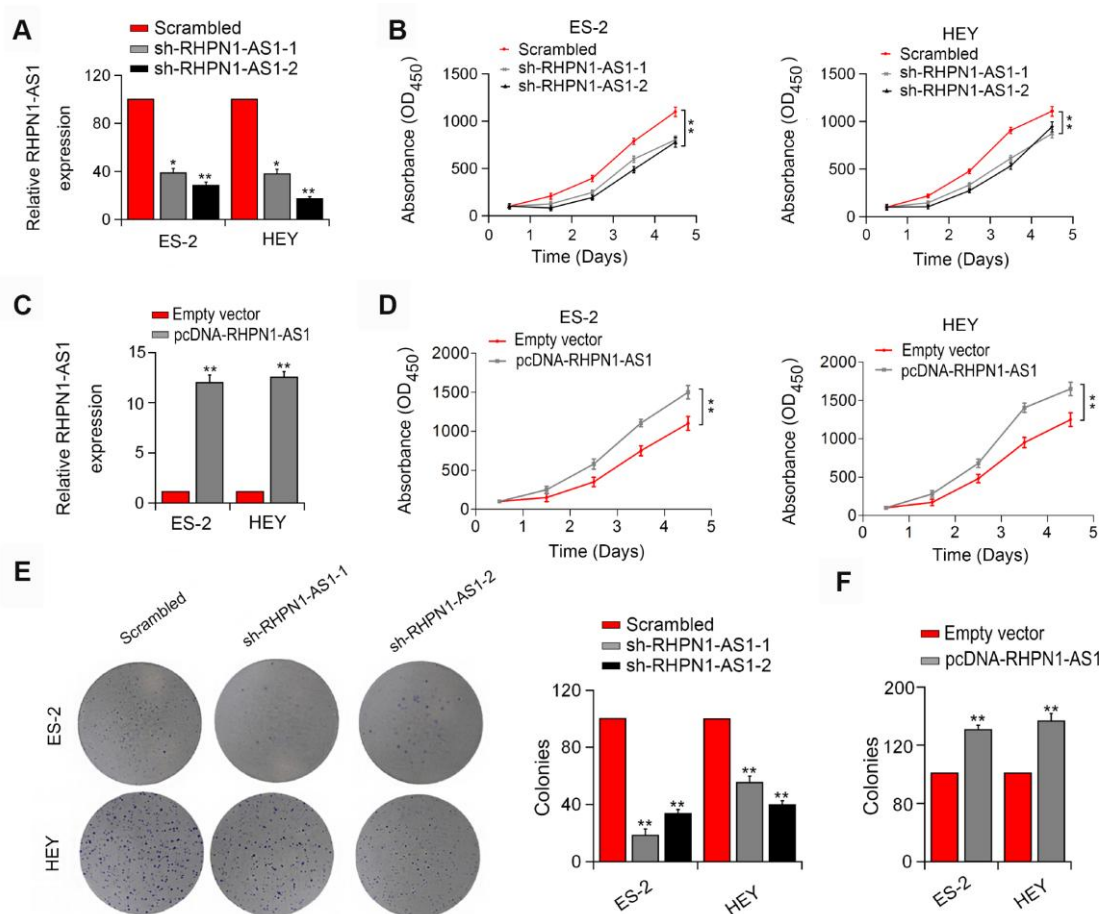 A
Scrambled
sh-RHPN1-AS1-1
sh-RHPN1-AS1-2
Relative RHPN1-AS1
expression
120
80
40
0
*
**
*
**
ES-2
HEY
B
ES-2
Scrambled
sh-RHPN1-AS1-1
sh-RHPN1-AS1-2
Absorbance (OD450)
1500
1000
500
0
0 1 2 3 4 5
Time (Days)
**
HEY
Scrambled
sh-RHPN1-AS1-1
sh-RHPN1-AS1-2
Absorbance (OD450)
1500
1000
500
0
0 1 2 3 4 5
Time (Days)
**
C
Empty vector
pcDNA-RHPN1-AS1
Relative RHPN1-AS1
expression
15
12
9
6
3
0
**
**
ES-2
HEY
D
ES-2
Empty vector
pcDNA-RHPN1-AS1
Absorbance (OD450)
2000
1500
1000
500
0
0 1 2 3 4 5
Time (Days)
**
HEY
Empty vector
pcDNA-RHPN1-AS1
Absorbance (OD450)
2000
1500
1000
500
0
0 1 2 3 4 5
Time (Days)
**
E
Scrambled
sh-RHPN1-AS1-1
sh-RHPN1-AS1-2
ES-2
HEY
Scrambled
sh-RHPN1-AS1-1
sh-RHPN1-AS1-2
Colonies
120
80
40
0
**
**
**
**
ES-2
HEY
F
Empty vector
pcDNA-RHPN1-AS1
Colonies
200
120
80
0
**
**
ES-2
HEY